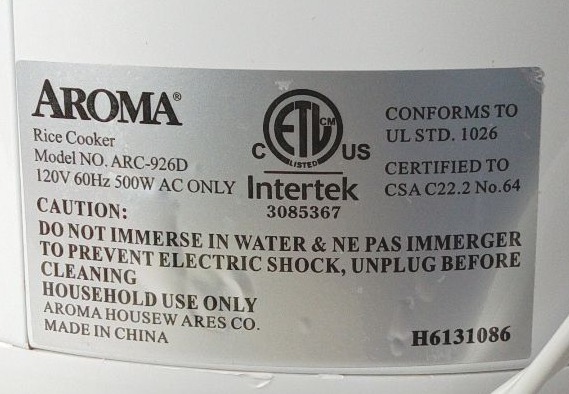 AROMA®
Rice Cooker
Model NO. ARC-926D
120V 60Hz 500W AC ONLY
ETL CM
LISTED
C US
Intertek
3085367
CONFORMS TO
UL STD. 1026
CERTIFIED TO
CSA C22.2 No.64
CAUTION:
DO NOT IMMERSE IN WATER & NE PAS IMMERGER
TO PREVENT ELECTRIC SHOCK, UNPLUG BEFORE
CLEANING
HOUSEHOLD USE ONLY
AROMA HOUSEW ARES CO.
MADE IN CHINA
H6131086